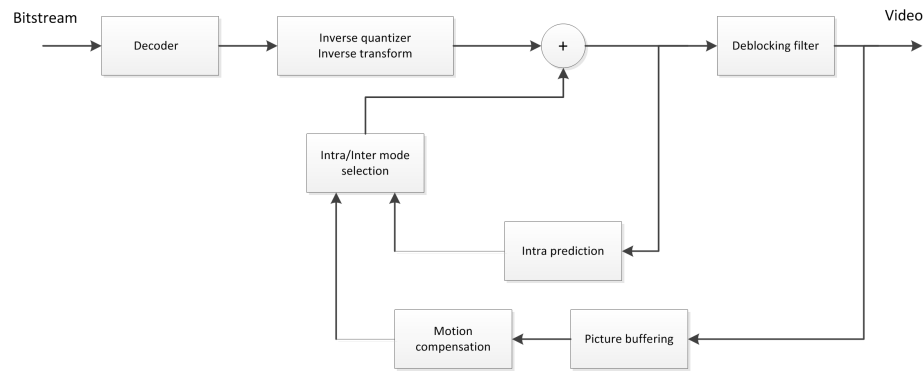 Bitstream
Video
Decoder
Inverse quantizer
Inverse transform
+
Deblocking filter
Intra/Inter mode
selection
Intra prediction
Motion
compensation
Picture buffering